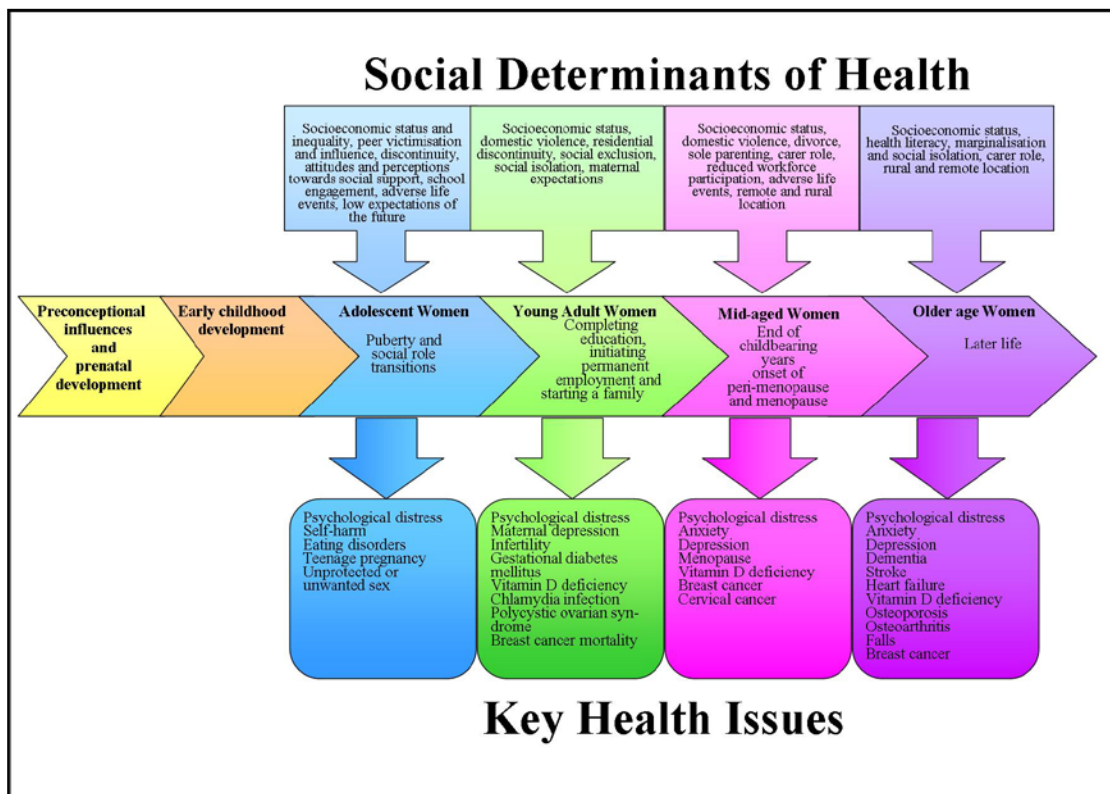 Social Determinants of Health
Socioeconomic status and
inequality, peer victimisation
and influence, discontinuity,
attitudes and perceptions
towards social support, school
engagement, adverse life
events, low expectations of
the future
Socioeconomic status,
domestic violence, residential
discontinuity, social exclusion,
social isolation, maternal
expectations
Socioeconomic status,
domestic violence, divorce,
sole parenting, carer role,
reduced workforce
participation, adverse life
events, remote and rural
location
Socioeconomic status,
health literacy, marginalisation
and social isolation, carer role,
rural and remote location
Preconceptional
influences
and
prenatal
development
Early childhood
development
Adolescent Women
Puberty and
social role
transitions
Young Adult Women
Completing
education,
initiating
permanent
employment and
starting a family
Mid-aged Women
End of
childbearing
years
onset of
peri-menopause
and menopause
Older age Women
Later life
Psychological distress
Self-harm
Eating disorders
Teenage pregnancy
Unprotected or
unwanted sex
Psychological distress
Maternal depression
Infertility
Gestational diabetes
mellitus
Vitamin D deficiency
Chlamydia infection
Polycystic ovarian syn-
drome
Breast cancer mortality
Psychological distress
Anxiety
Depression
Menopause
Vitamin D deficiency
Breast cancer
Cervical cancer
Psychological distress
Anxiety
Depression
Dementia
Stroke
Heart failure
Vitamin D deficiency
Osteoporosis
Osteoarthritis
Falls
Breast cancer
Key Health Issues